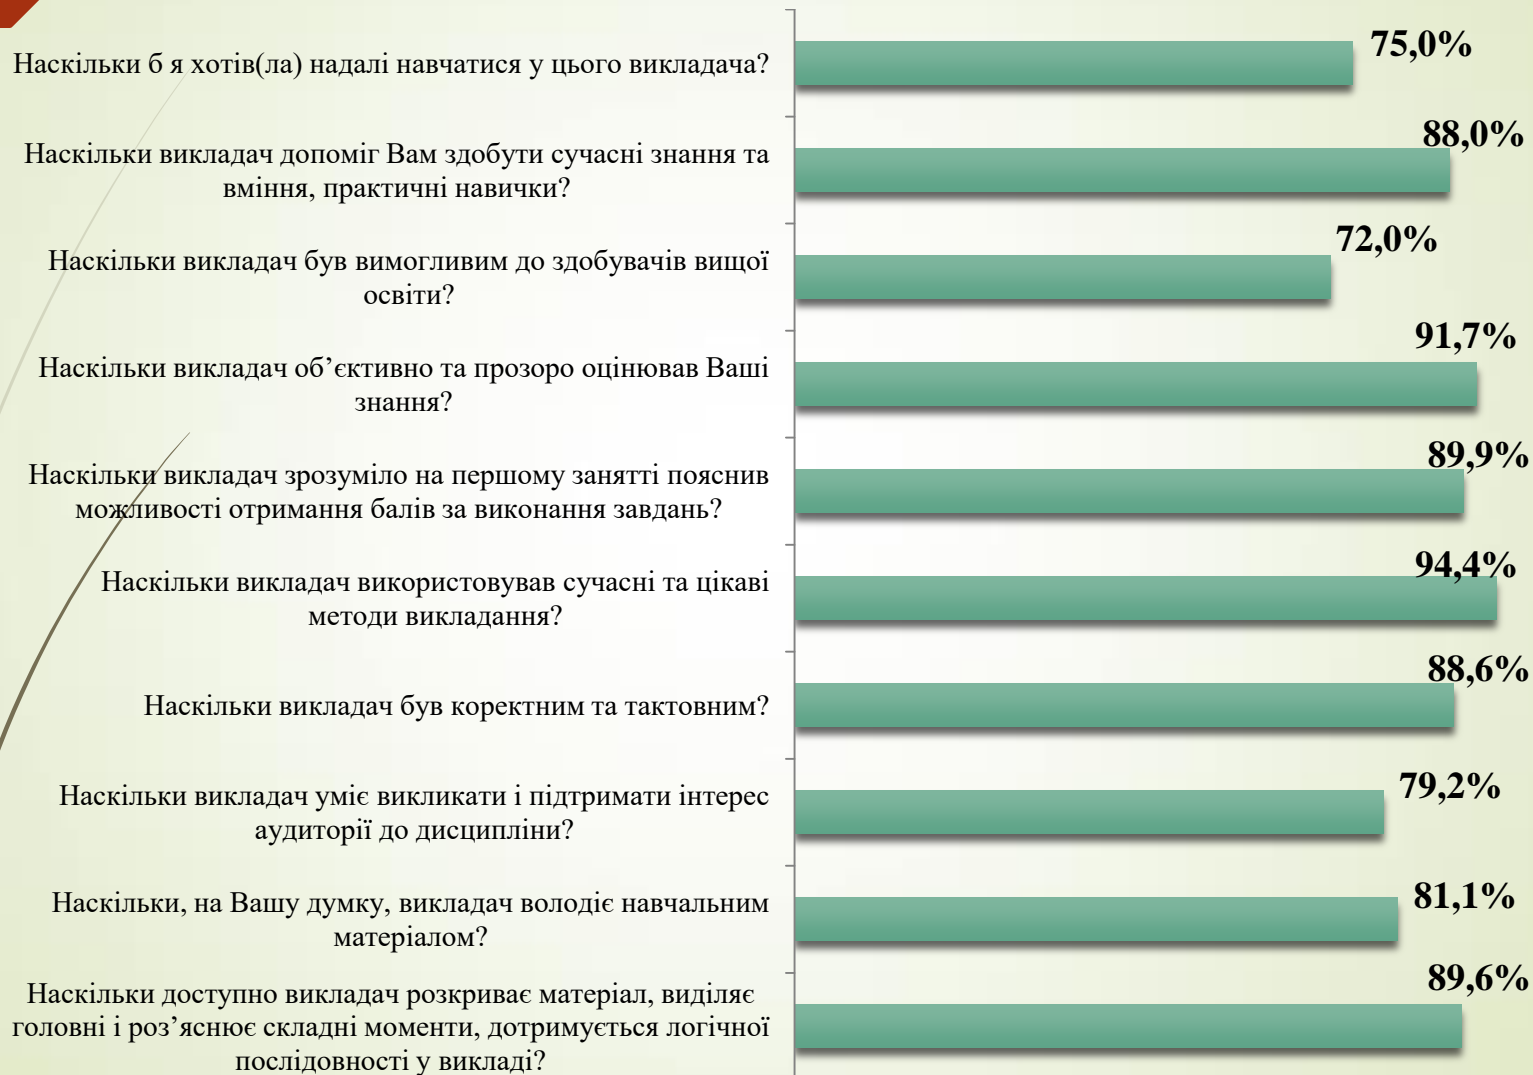 Наскільки б я хотів(ла) надалі навчатися у цього викладача?
75,0%
Наскільки викладач допоміг Вам здобути сучасні знання та
вміння, практичні навички?
88,0%
Наскільки викладач був вимогливим до здобувачів вищої
освіти?
72,0%
Наскільки викладач об’єктивно та прозоро оцінював Ваші
знання?
91,7%
Наскільки викладач зрозуміло на першому занятті пояснив
можливості отримання балів за виконання завдань?
89,9%
Наскільки викладач використовував сучасні та цікаві
методи викладання?
94,4%
Наскільки викладач був коректним та тактовним?
88,6%
Наскільки викладач уміє викликати і підтримати інтерес
аудиторії до дисципліни?
79,2%
Наскільки, на Вашу думку, викладач володіє навчальним
матеріалом?
81,1%
Наскільки доступно викладач розкриває матеріал, виділяє
головні і роз’яснює складні моменти, дотримується логічної
послідовності у викладі?
89,6%